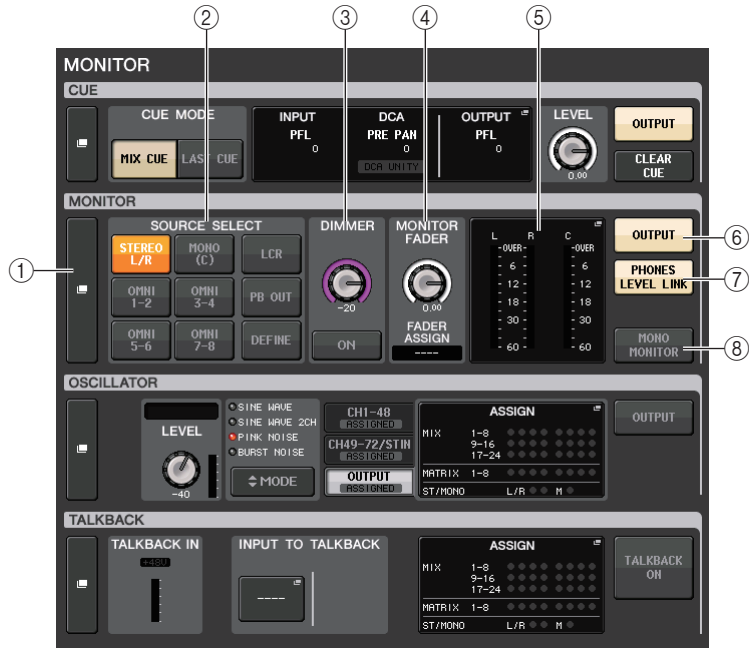 ② ③ ④ ⑤
MONITOR
CUE
CUE MODE
MIX CUE
LAST CUE
INPUT
PFL
0
DCA
PRE PAN
0
DCA UNITY
OUTPUT
PFL
0
LEVEL
0.00
OUTPUT
CLEAR
CUE
MONITOR
①
SOURCE SELECT
STEREO
L/R
MONO
(C)
LCR
OMNI
1-2
OMNI
3-4
PB OUT
OMNI
5-6
OMNI
7-8
DEFINE
DIMMER
-20
ON
MONITOR
FADER
0.00
FADER
ASSIGN
----
L R C
-OVER- -OVER
- 6 - - 6
- 12 - - 12
- 18 - - 18
- 30 - - 30
- 60 - - 60
OUTPUT
⑥
PHONES
LEVEL LINK
⑦
MONO
MONITOR
⑧
OSCILLATOR
LEVEL
-40
SINE WAVE
SINE WAVE 2CH
PINK NOISE
BURST NOISE
MODE
CH1-48
ASSIGNED
CH49-72/STIN
ASSIGNED
OUTPUT
ASSIGNED
ASSIGN
MIX 1-8
9-16
17-24
MATRIX 1-8
ST/MONO L/R M
OUTPUT
TALKBACK
TALKBACK IN
+48V
INPUT TO TALKBACK
----
ASSIGN
MIX 1-8
9-16
17-24
MATRIX 1-8
ST/MONO L/R M
TALKBACK
ON